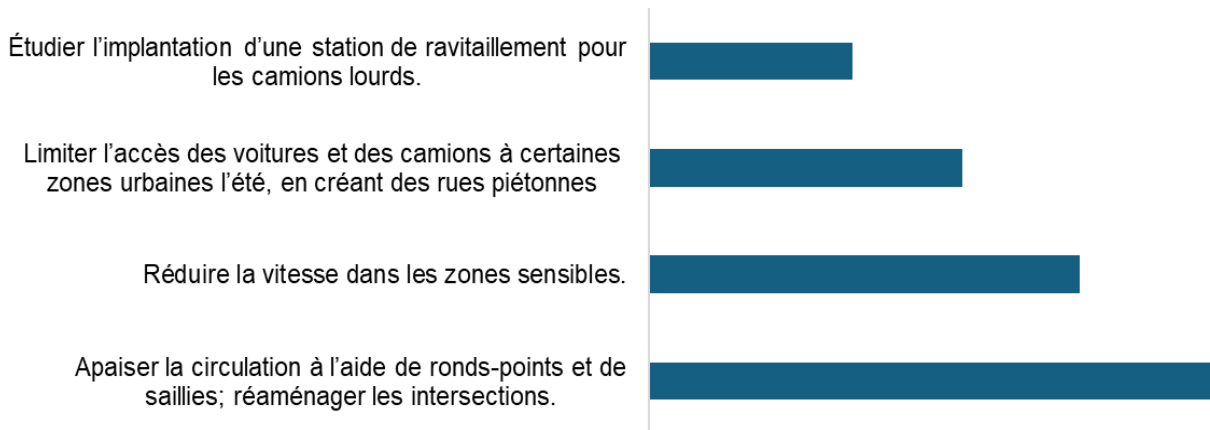 Étudier l’implantation d’une station de ravitaillement pour
les camions lourds.
Limiter l’accès des voitures et des camions à certaines
zones urbaines l’été, en créant des rues piétonnes
Réduire la vitesse dans les zones sensibles.
Apaiser la circulation à l’aide de ronds-points et de
saillies; réaménager les intersections.